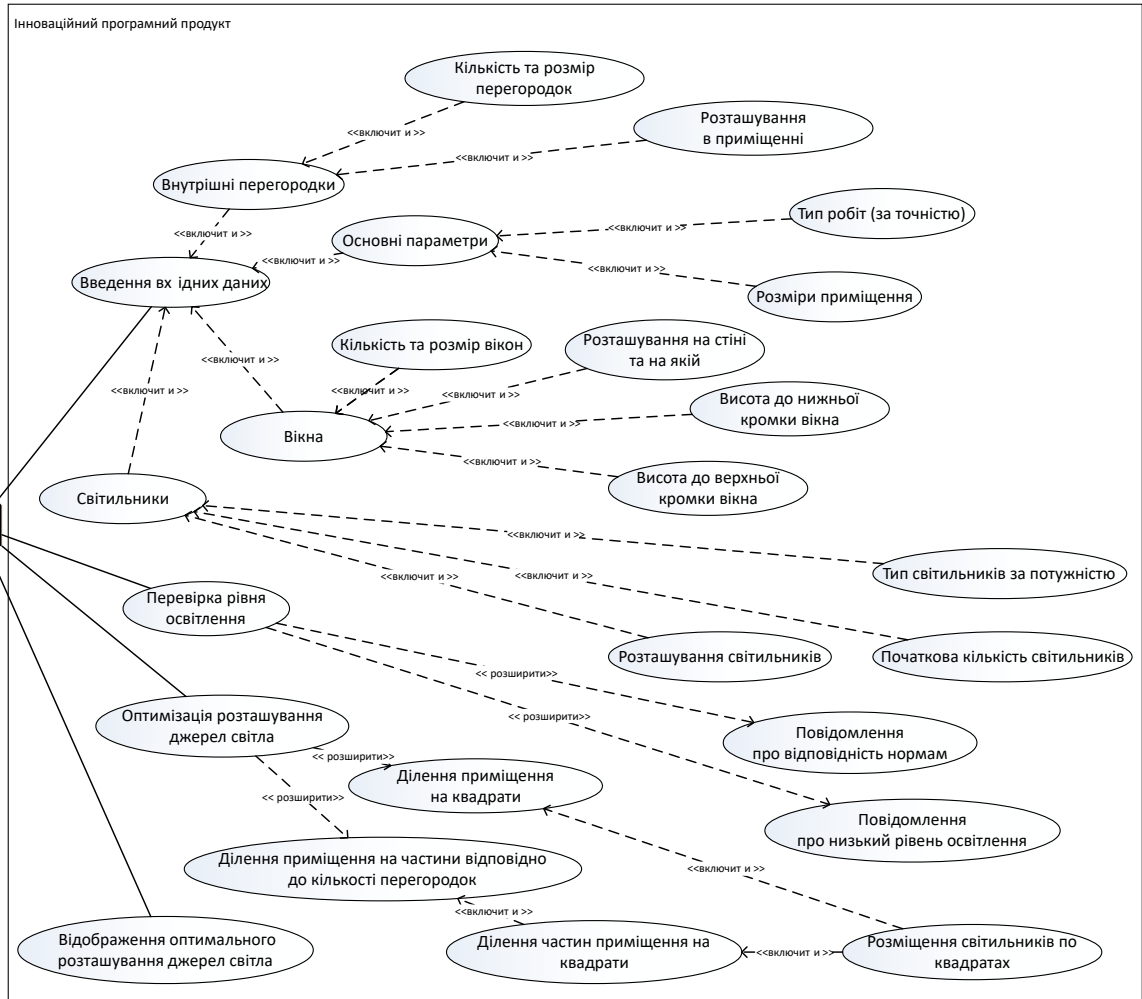 Інноваційний програмний продукт
Кількість та розмір
перегородок
<<включит и >>
Розташування
в приміщенні
<<включит и >>
Внутрішні перегородки
Тип робіт (за точністю)
<<включит и >>
<<включит и >>
Основні параметри
<<включит и >>
<<включит и >>
Введення вх ідних даних
Розміри приміщення
Кількість та розмір вікон
Розташування на стіні
та на якій
<<включит и >>
<<включит и >>
<<включит и >>
<<включит и >>
Висота до нижньої
кромки вікна
<<включит и >>
Вікна
<<включит и >>
Висота до верхньої
кромки вікна
Світильники
<<включит и >>
<<включит и >>
<<включит и >>
Тип світильників за потужністю
Перевірка рівня
освітлення
Розташування світильників
Початкова кількість світильників
<< розширити>>
<< розширити>>
Оптимізація розташування
джерел світла
Повідомлення
про відповідність нормам
<< розширити>>
Ділення приміщення
на квадрати
<< розширити>>
Повідомлення
про низький рівень освітлення
Ділення приміщення на частини відповідно
до кількості перегородок
<<включит и >>
<<включит и >>
Відображення оптимального
розташування джерел світла
Ділення частин приміщення на
квадрати
<<включит и >>
Розміщення світильників по
квадратах